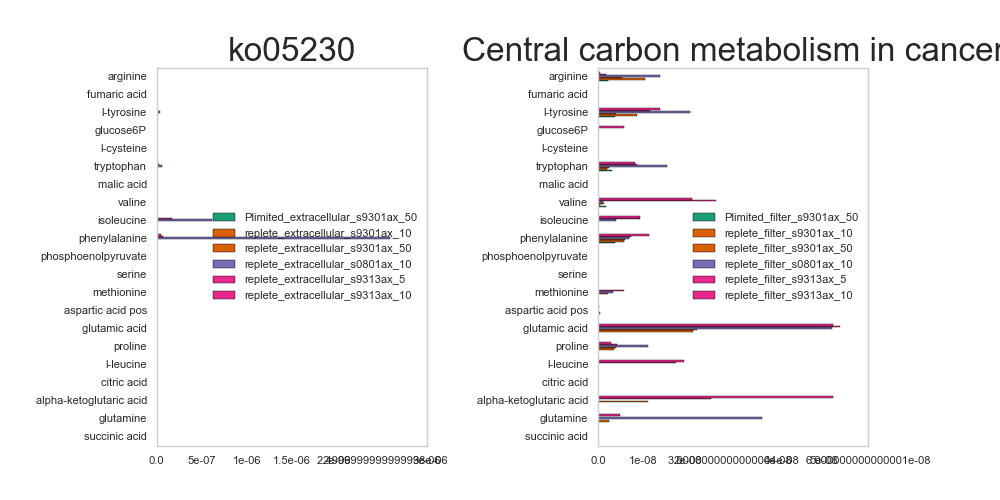 ko05230
Central carbon metabolism in cancer
arginine
fumaric acid
l-tyrosine
glucose6P
l-cysteine
tryptophan
malic acid
valine
isoleucine
phenylalanine
phosphoenolpyruvate
serine
methionine
aspartic acid pos
glutamic acid
proline
l-leucine
citric acid
alpha-ketoglutaric acid
glutamine
succinic acid
Plimited_extracellular_s9301ax_50
replete_extracellular_s9301ax_10
replete_extracellular_s9301ax_50
replete_extracellular_s0801ax_10
replete_extracellular_s9313ax_5
replete_extracellular_s9313ax_10
0.0 5e-07 1e-06 1.5e-06
arginine
fumaric acid
l-tyrosine
glucose6P
l-cysteine
tryptophan
malic acid
valine
isoleucine
phenylalanine
phosphoenolpyruvate
serine
methionine
aspartic acid pos
glutamic acid
proline
l-leucine
citric acid
alpha-ketoglutaric acid
glutamine
succinic acid
Plimited_filter_s9301ax_50
replete_filter_s9301ax_10
replete_filter_s9301ax_50
replete_filter_s0801ax_10
replete_filter_s9313ax_5
replete_filter_s9313ax_10
0.0 1e-08